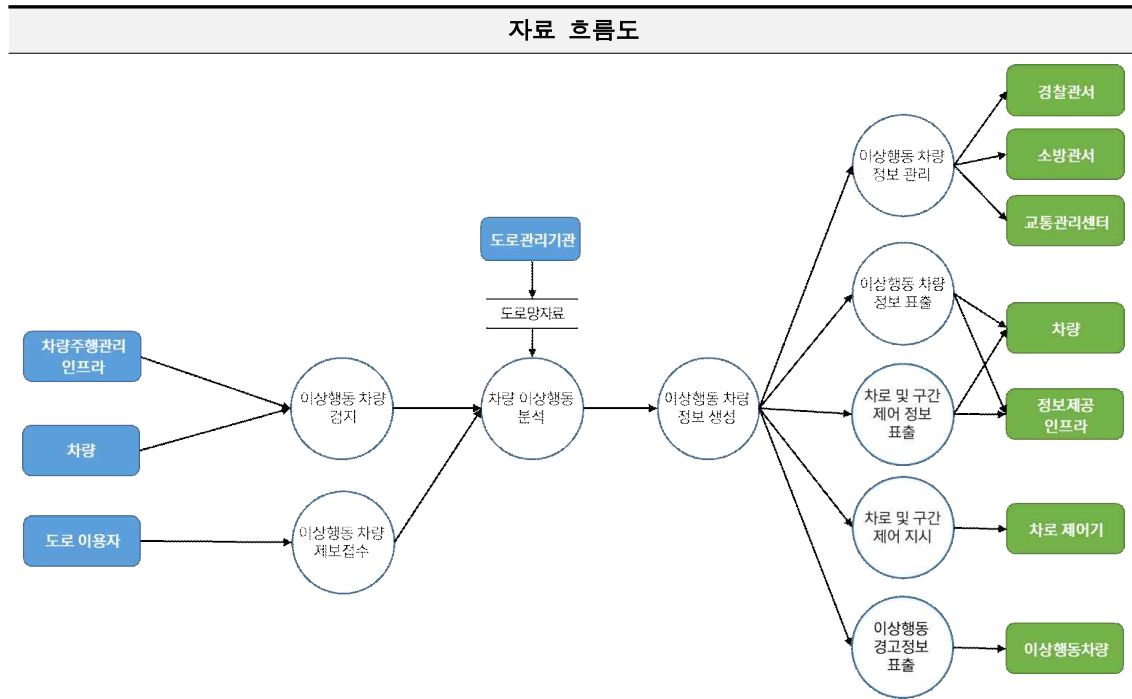 자료 흐름도
경찰관서
이상행동 차량
정보 관리
소방관서
교통관리센터
도로관리기관
이상행동 차량
정보 표출
도로망자료
차량
차량주행관리
인프라
이상행동 차량
검지
차량 이상행동
분석
이상행동 차량
정보 생성
차로 및 구간
제어 정보
표출
정보제공
인프라
차량
도로 이용자
이상행동 차량
제보접수
차로 및 구간
제어 지시
차로 제어기
이상행동
경고정보
표출
이상행동차량